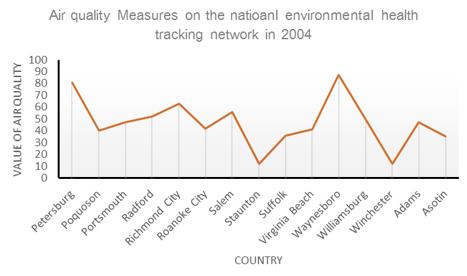 Air quality Measures on the natioanl environmental health
tracking network in 2004
VALUE OF AIR QUALITY
100
90
80
70
60
50
40
30
20
10
0
Petersburg
Poquoson
Portsmouth
Radford
Richmond City
Roanoke City
Salem
Staunton
Suffolk
Virginia Beach
Waynesboro
Williamsburg
Winchester
Adams
Asotin
COUNTRY